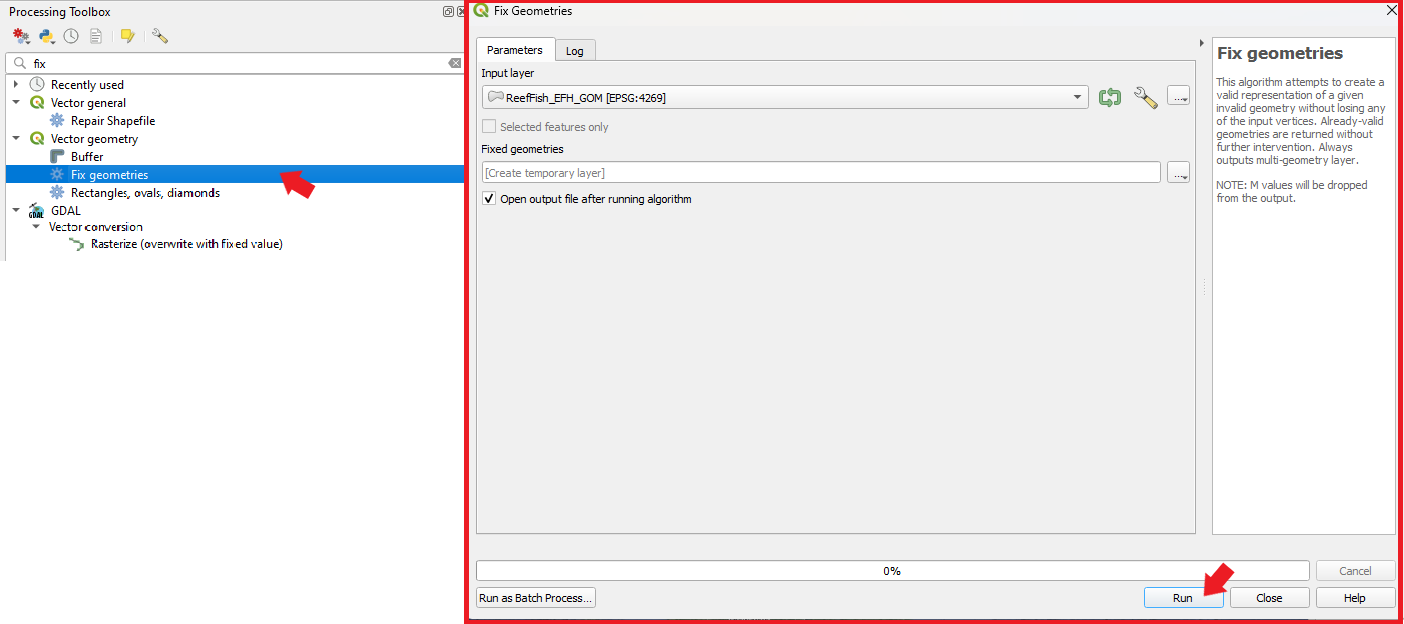 Processing Toolbox
fix
Recently used
Vector general
Repair Shapefile
Vector geometry
Buffer
Fix geometries
Rectangles, ovals, diamonds
GDAL
GDAL
Vector conversion
Rasterize (overwrite with fixed value)
Fix Geometries
Parameters
Log
Input layer
ReefFish_EFH_GOM [EPSG:4269]
...
Selected features only
Fixed geometries
[Create temporary layer]
...
Open output file after running algorithm
Fix geometries
This algorithm attempts to create a
valid representation of a given
invalid geometry without losing any
of the input vertices. Already-valid
geometries are returned without
further intervention. Always
outputs multi-geometry layer.
NOTE: M values will be dropped
from the output.
0%
Cancel
Run as Batch Process...
Run
Close
Help